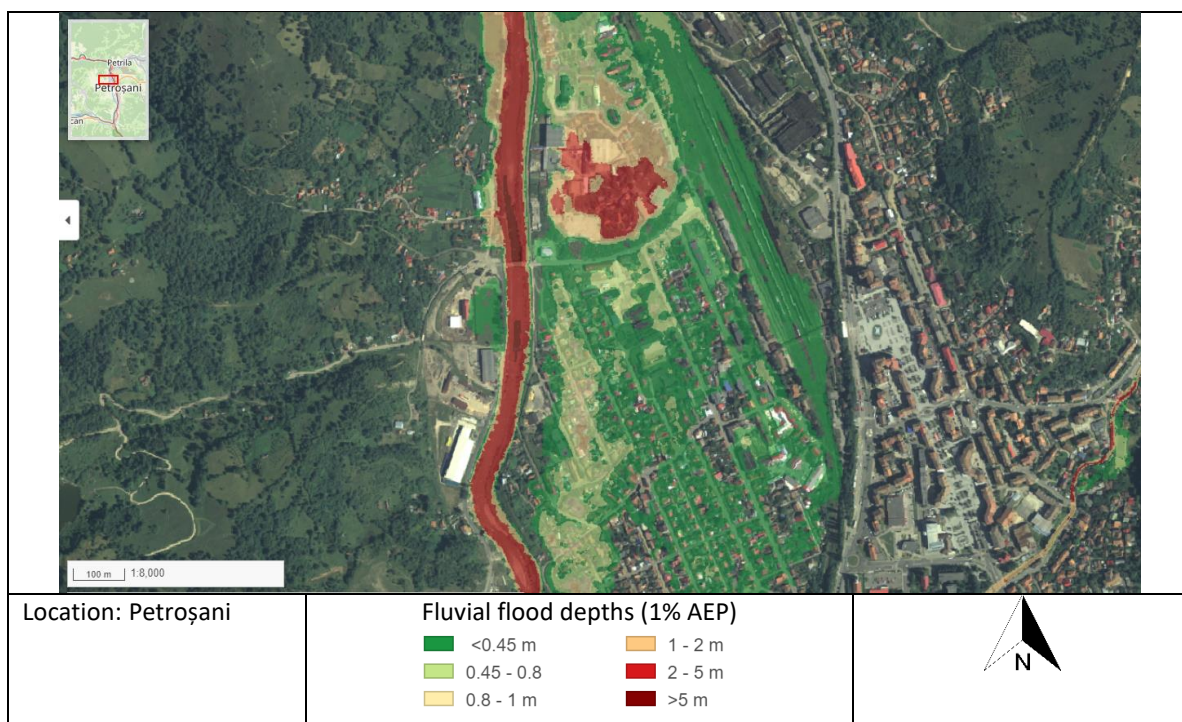 Petrila
Petroșani
can
100 m
1:8,000
Location: Petroșani
Fluvial flood depths (1% AEP)
<0.45 m
1 - 2 m
0.45 - 0.8
2 - 5 m
0.8 - 1 m
>5 m
N